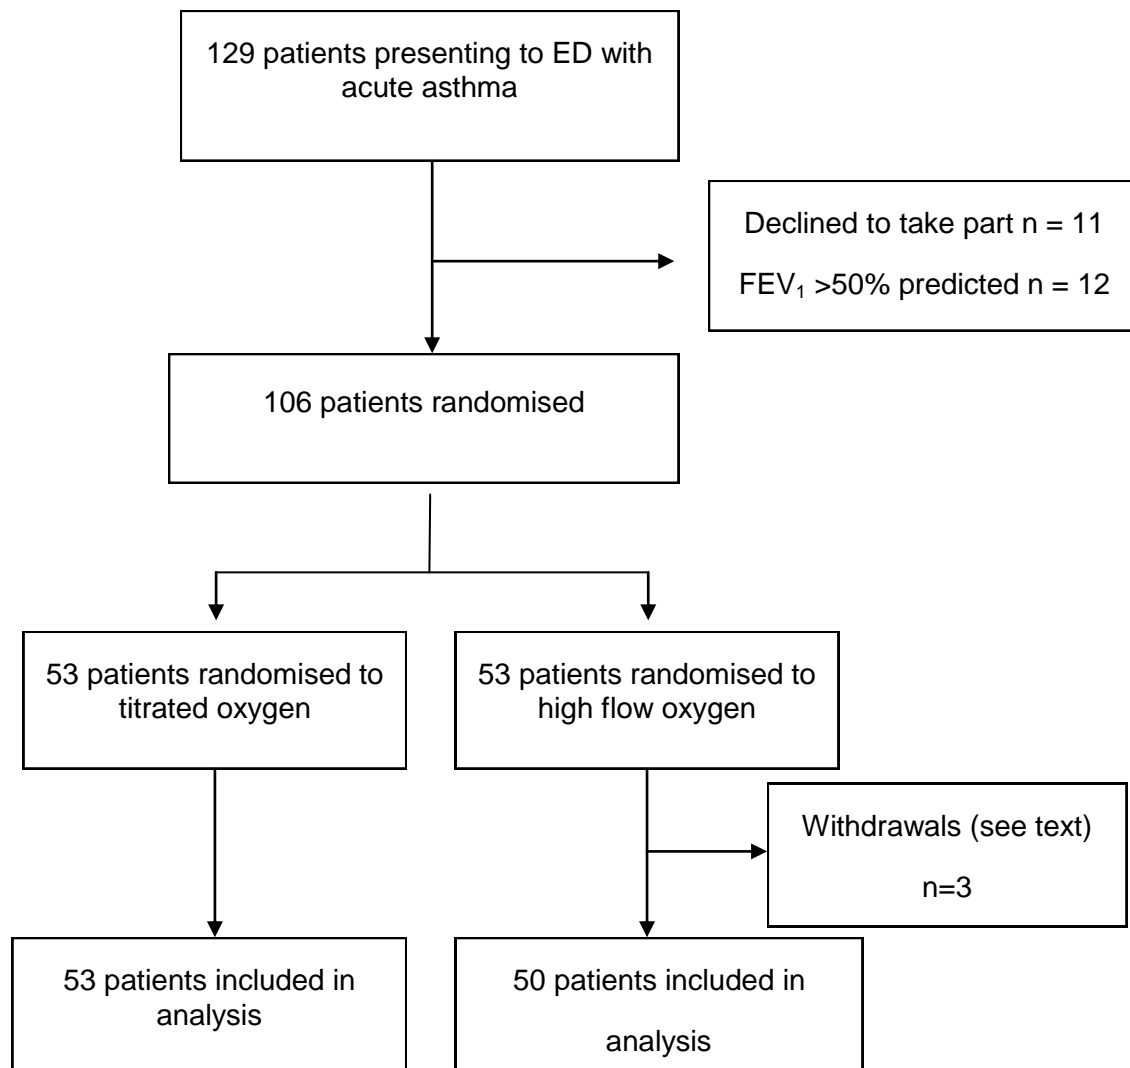 129 patients presenting to ED with
acute asthma
Declined to take part n = 11
FEV₁ >50% predicted n = 12
106 patients randomised
53 patients randomised to
titrated oxygen
53 patients randomised to
high flow oxygen
Withdrawals (see text)
n=3
53 patients included in
analysis
50 patients included in
analysis